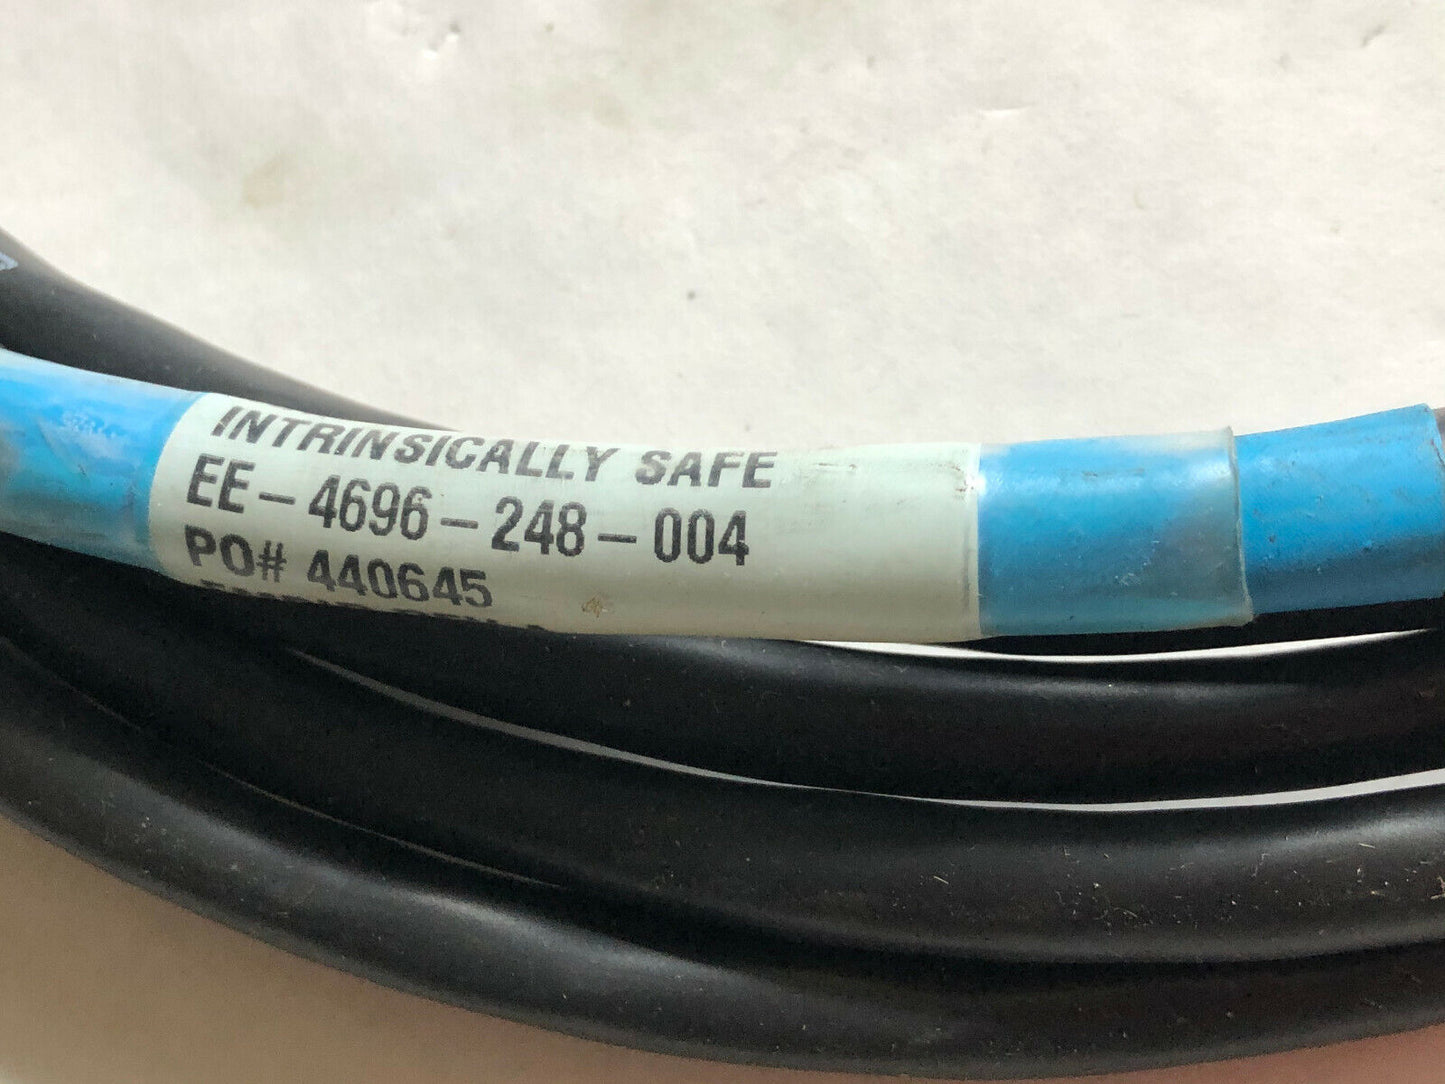 INTRINSICALLY SAFE
EE-4696-248-004
PO# 440645